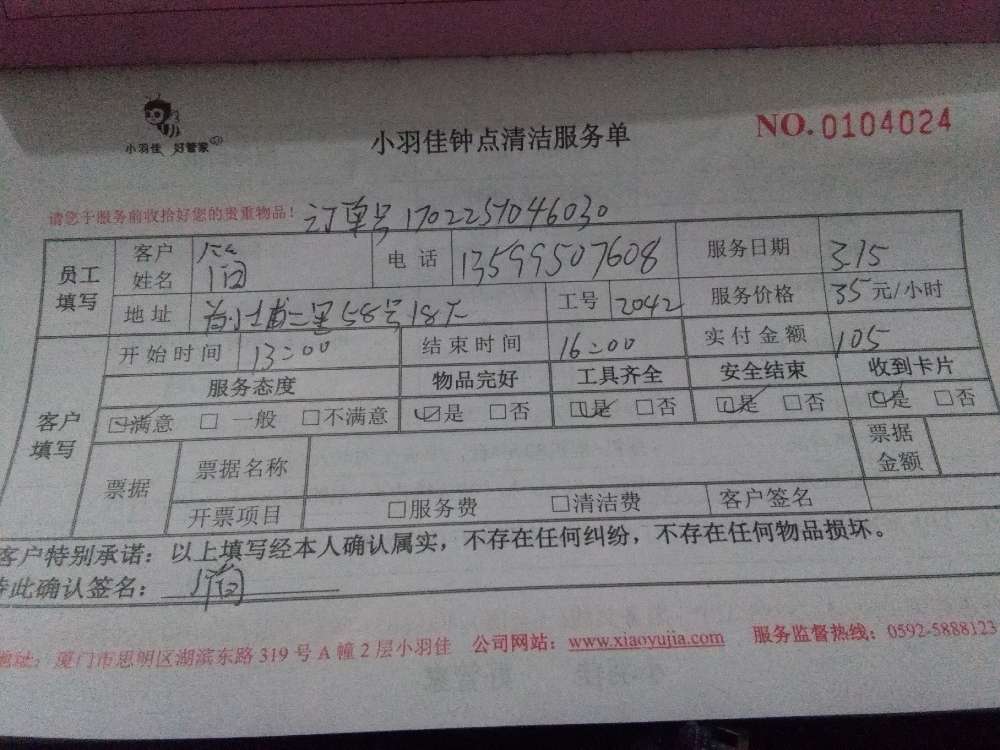 小羽佳 好管家
小羽佳钟点清洁服务单
NO.0104024
请您于服务前收拾好您的贵重物品！
订单号1702257046030
员工填写 客户姓名 电话 13599507608 服务日期 3.15
地址 二里58号18 工号 2042 服务价格 35元/小时
客户填写 开始时间 13:00 结束时间 16:00 实付金额 105
服务态度 物品完好 工具齐全 安全结束 收到卡片
☑满意 □一般 □不满意 ☑是 □否 ☑是 □否 ☑是 □否 ☑是 □否
票据 票据名称 票据金额
开票项目 □服务费 □清洁费 客户签名
客户特别承诺：以上填写经本人确认属实，不存在任何纠纷，不存在任何物品损坏。
特此确认签名：
地址：厦门市思明区湖滨东路319号A幢2层小羽佳 公司网站：www.xiaoyujia.com 服务监督热线：0592-5888123